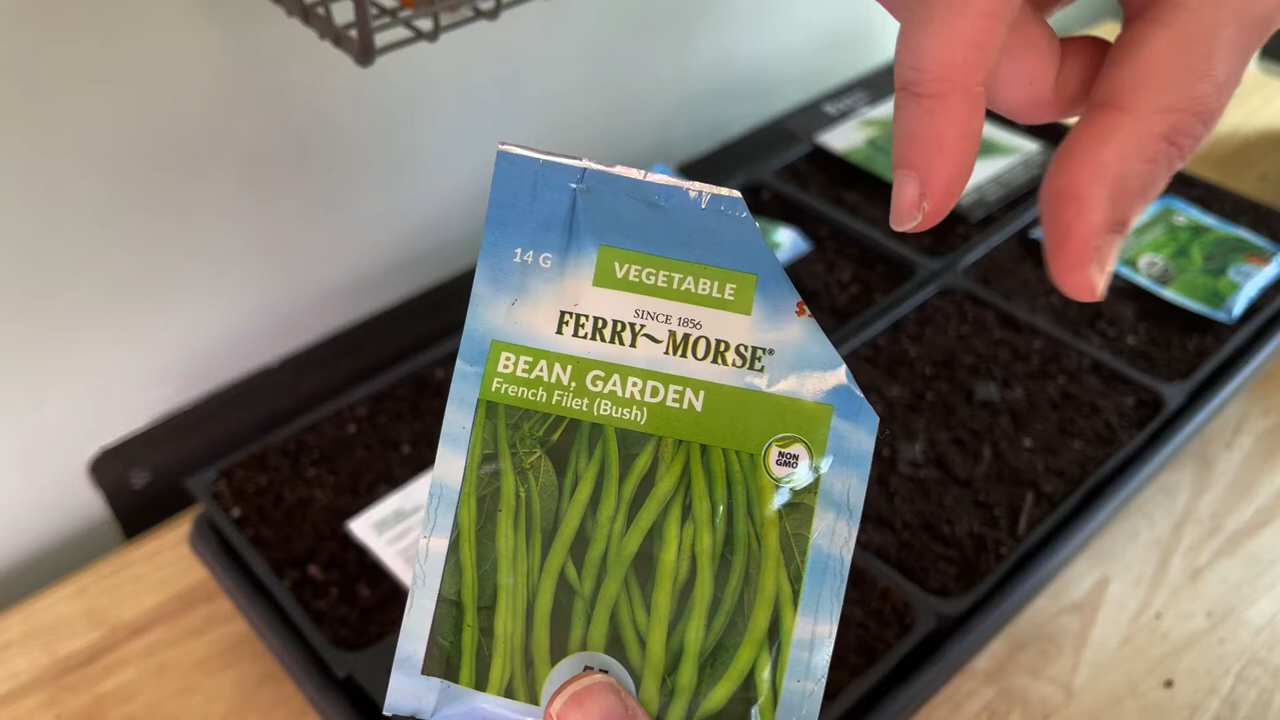 14 G
VEGETABLE
SINCE 1856
FERRY~MORSE®
BEAN, GARDEN
French Filet (Bush)
NON
GMO